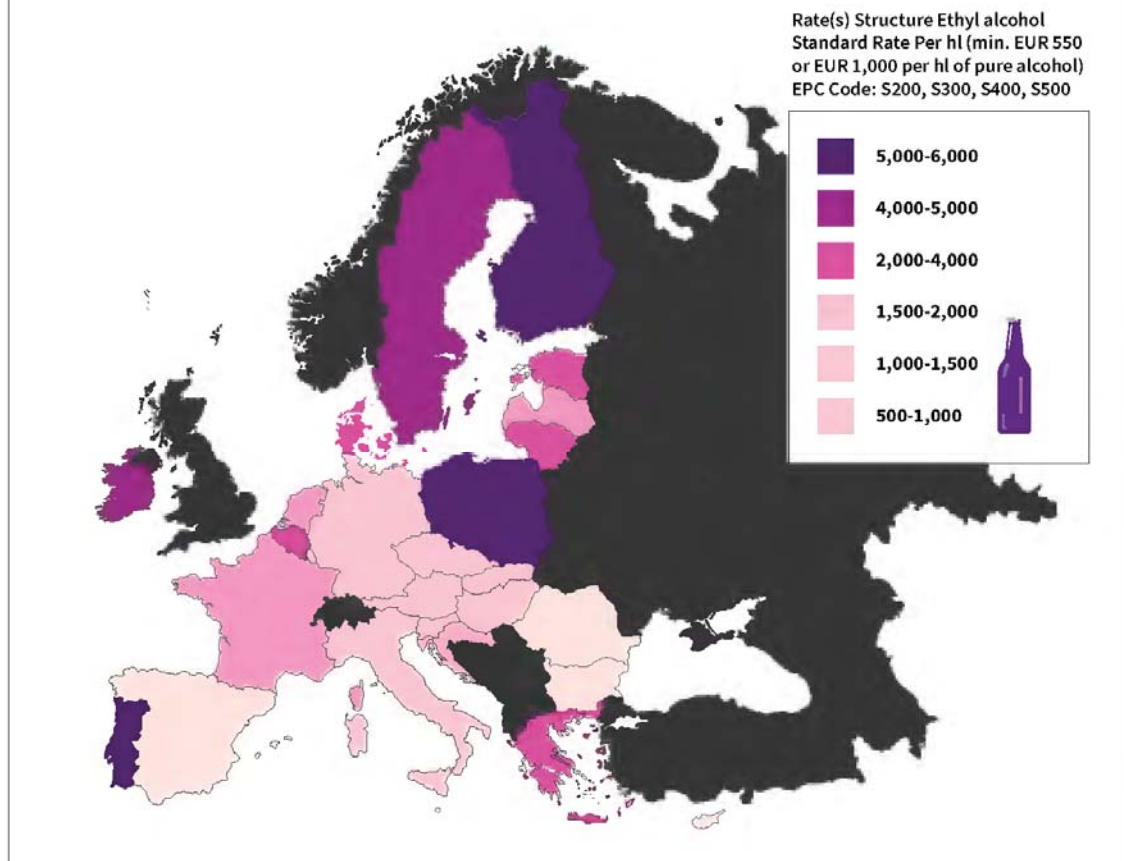 Rate(s) Structure Ethyl alcohol
Standard Rate Per hl (min. EUR 550
or EUR 1,000 per hl of pure alcohol)
EPC Code: S200, S300, S400, S500
5,000-6,000
4,000-5,000
2,000-4,000
1,500-2,000
1,000-1,500
500-1,000